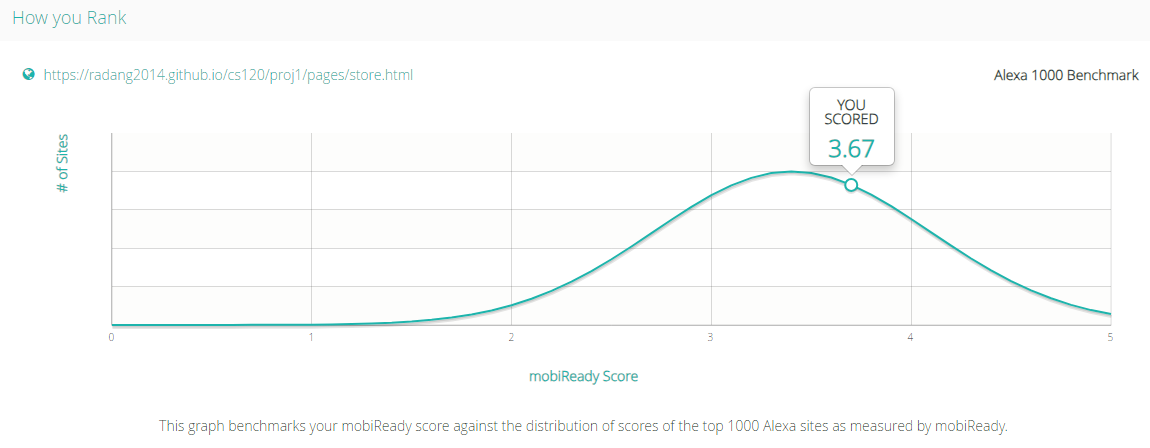 How you Rank
https://radang2014.github.io/cs120/proj1/pages/store.html
Alexa 1000 Benchmark
YOU
SCORED
3.67
# of Sites
0 1 2 3 4 5
mobiReady Score
This graph benchmarks your mobiReady score against the distribution of scores of the top 1000 Alexa sites as measured by mobiReady.